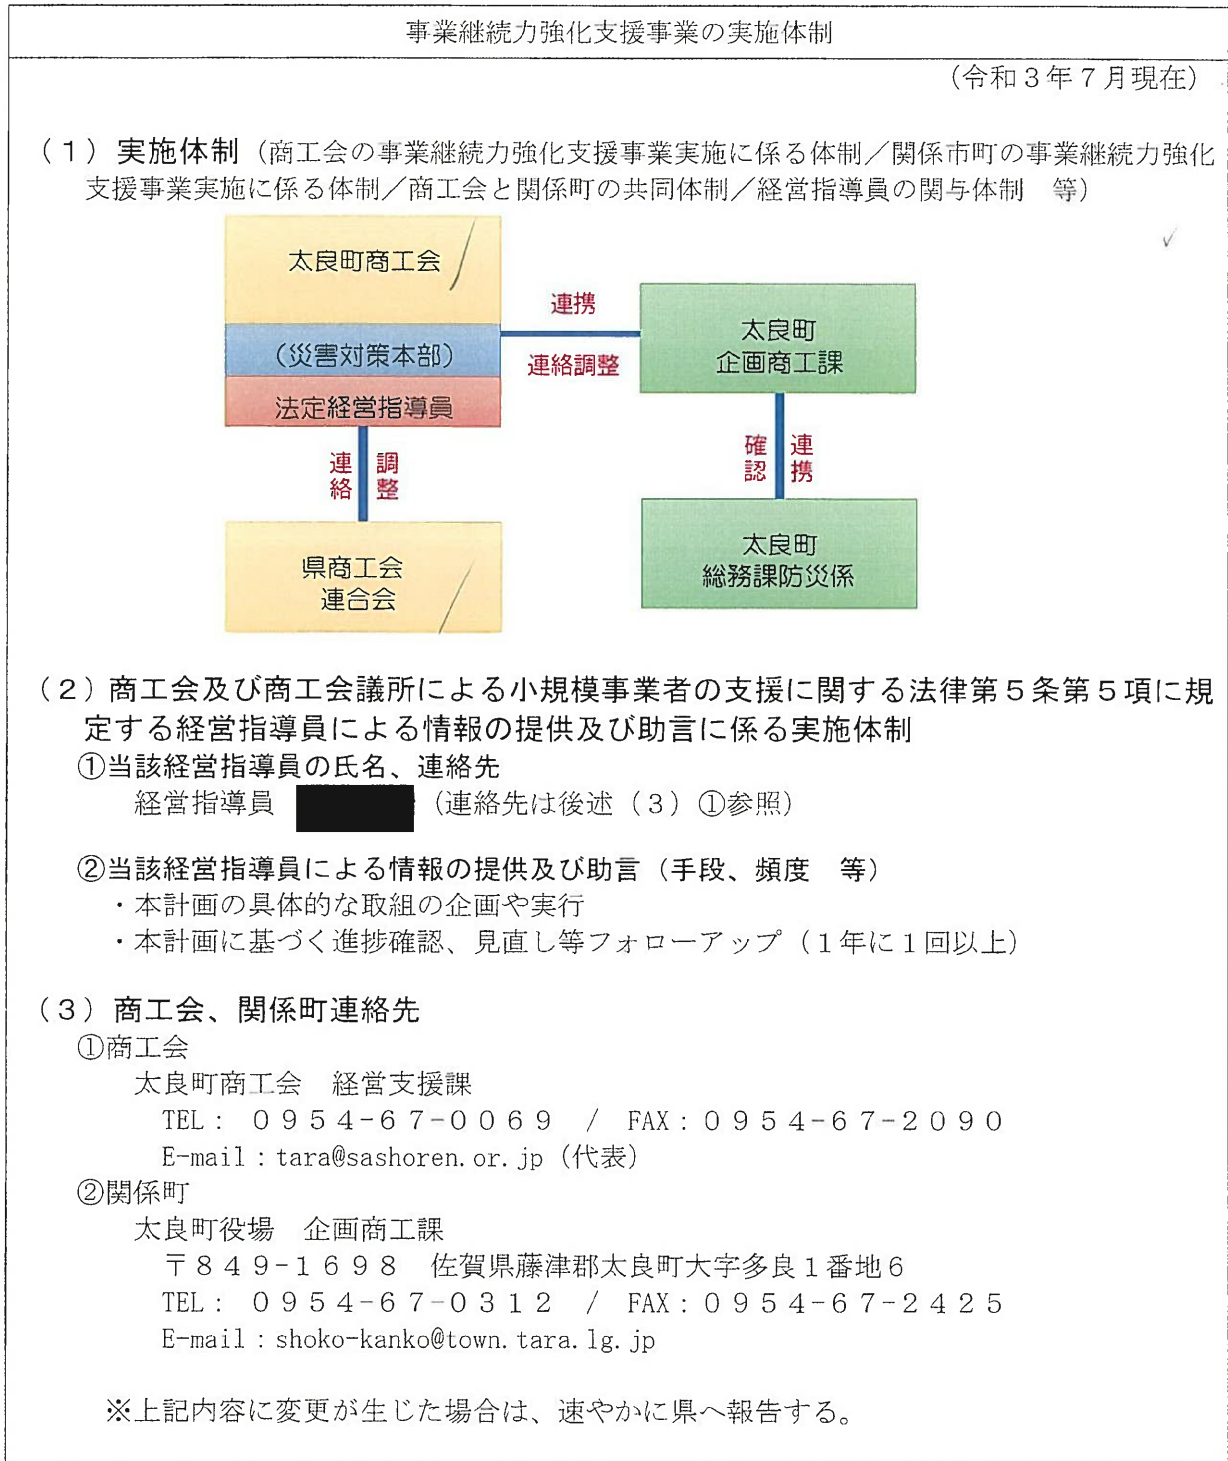 事業継続力強化支援事業の実施体制
（令和３年７月現在）
（１）実施体制（商工会の事業継続力強化支援事業実施に係る体制／関係市町の事業継続力強化
支援事業実施に係る体制／商工会と関係町の共同体制／経営指導員の関与体制　等）
太良町商工会
（災害対策本部）
法定経営指導員
連携
連絡調整
太良町
企画商工課
連絡
調整
確認
連携
県商工会
連合会
太良町
総務課防災係
（２）商工会及び商工会議所による小規模事業者の支援に関する法律第５条第５項に規
定する経営指導員による情報の提供及び助言に係る実施体制
①当該経営指導員の氏名、連絡先
経営指導員　（連絡先は後述（３）①参照）
②当該経営指導員による情報の提供及び助言（手段、頻度　等）
・本計画の具体的な取組の企画や実行
・本計画に基づく進捗確認、見直し等フォローアップ（１年に１回以上）
（３）商工会、関係町連絡先
①商工会
太良町商工会　経営支援課
TEL： ０９５４-６７-００６９ / FAX：０９５４-６７-２０９０
E-mail：tara@sashoren.or.jp（代表）
②関係町
太良町役場　企画商工課
〒８４９-１６９８　佐賀県藤津郡太良町大字多良１番地６
TEL： ０９５４-６７-０３１２ / FAX：０９５４-６７-２４２５
E-mail：shoko-kanko@town.tara.lg.jp
※上記内容に変更が生じた場合は、速やかに県へ報告する。